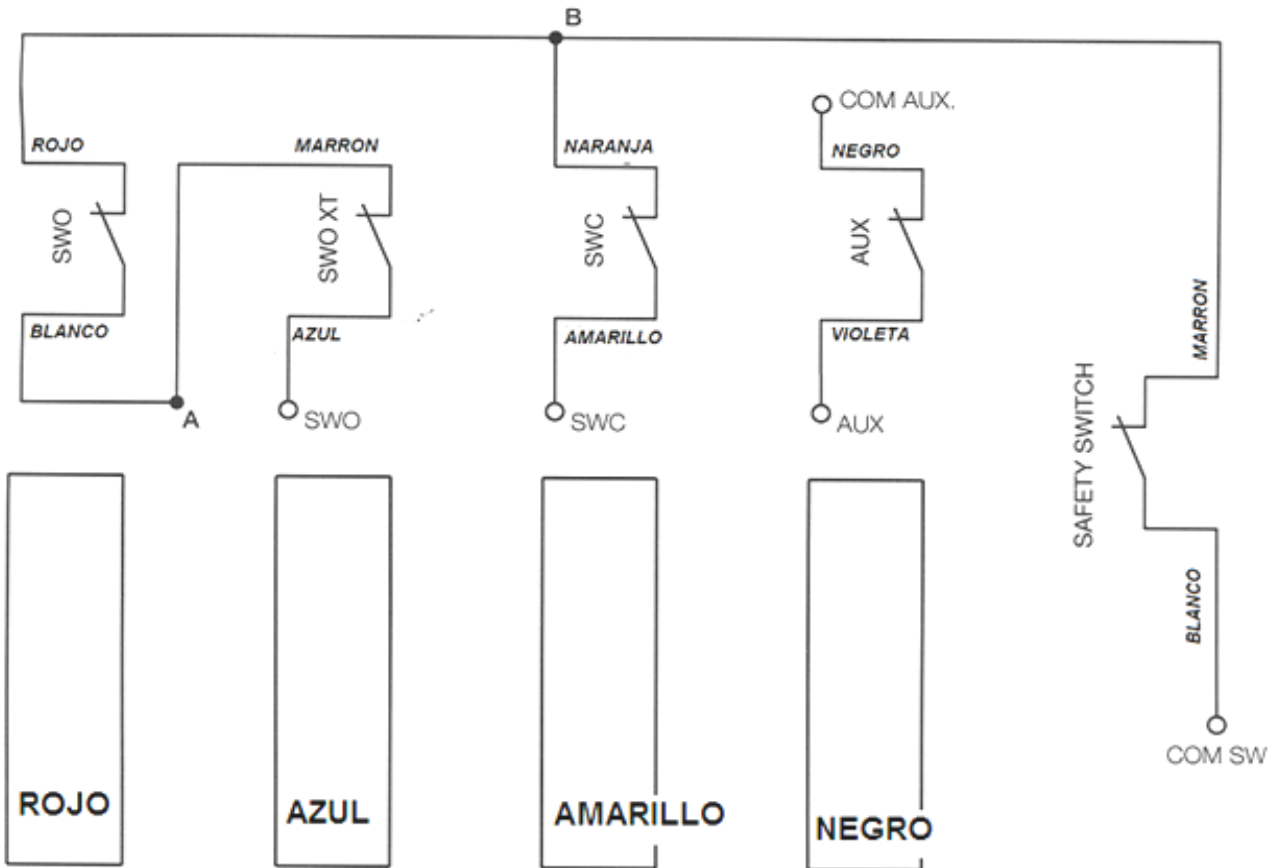 B
COM AUX.
ROJO
MARRON
NARANJA
NEGRO
SWO
SWO XT
SWC
AUX
MARRON
BLANCO
AZUL
AMARILLO
VIOLETA
A
SWO
SWC
AUX
SAFETY SWITCH
BLANCO
COM SW
ROJO
AZUL
AMARILLO
NEGRO